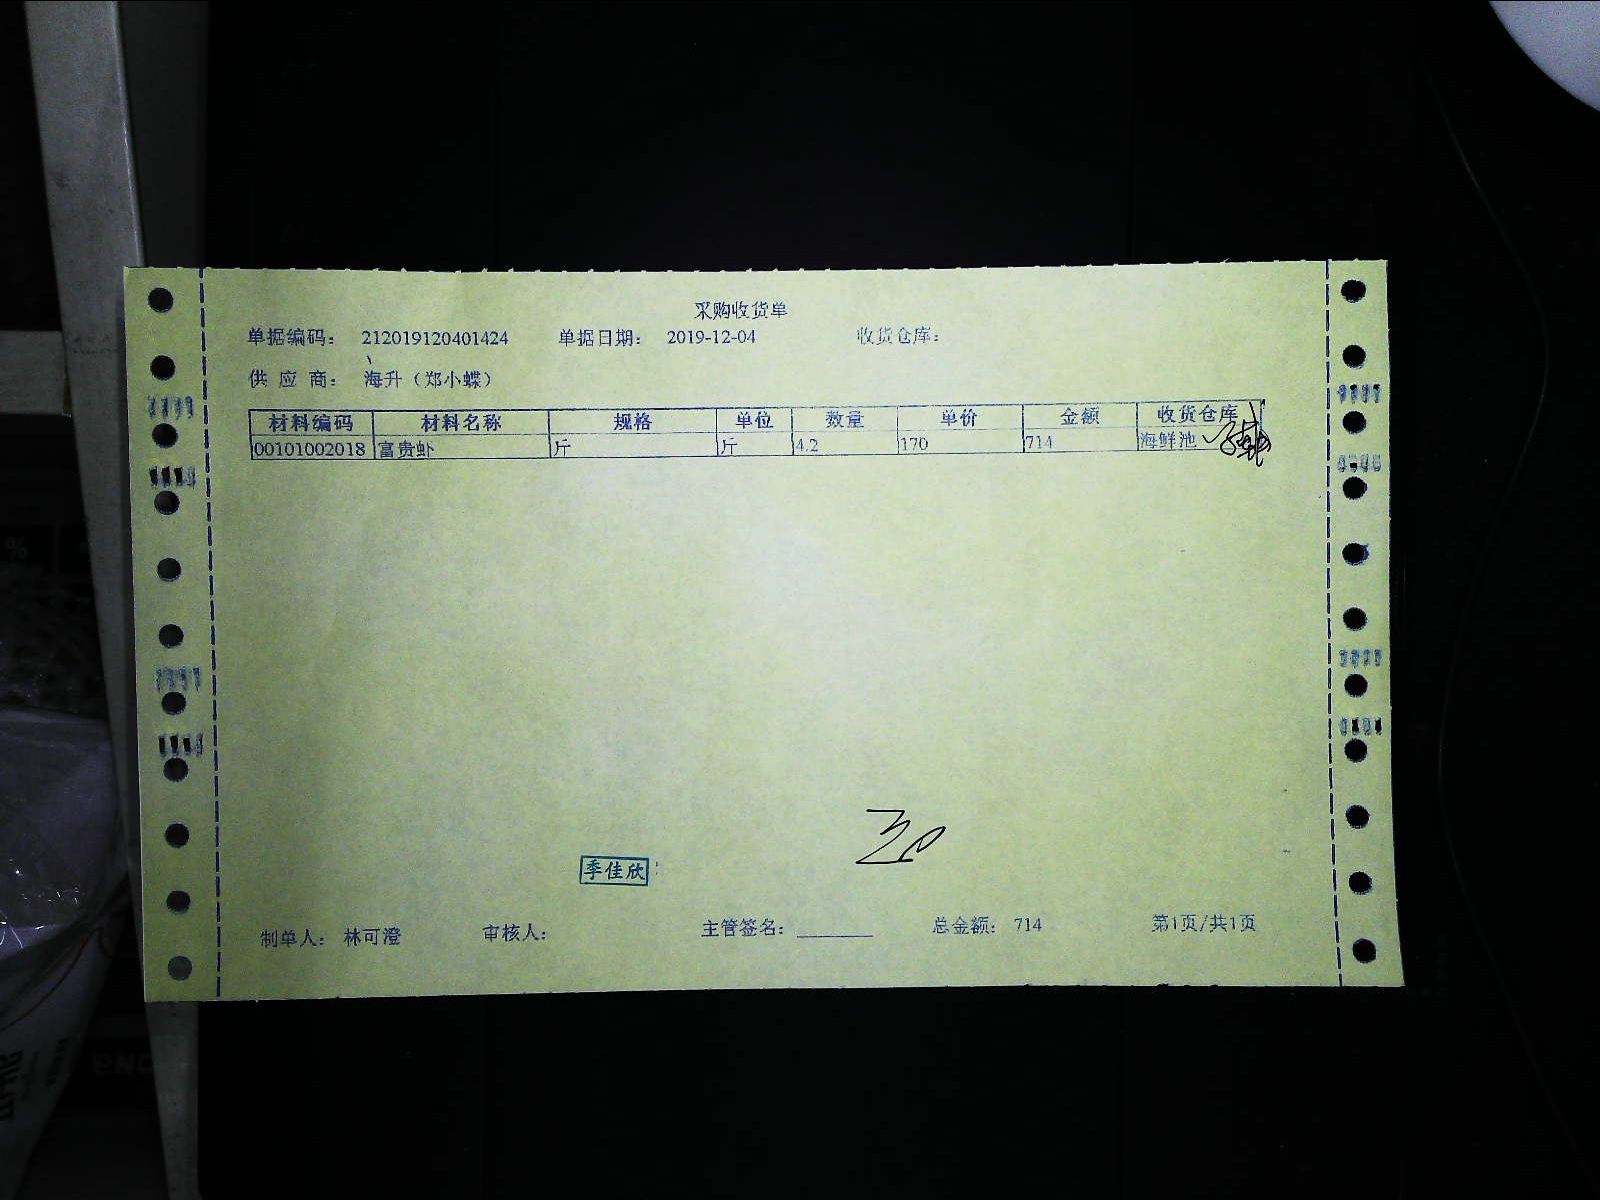 采购收货单
单据编码： 212019120401424 单据日期： 2019-12-04 收货仓库：
供 应 商： 海升（郑小蝶）
材料编码 材料名称 规格 单位 数量 单价 金额 收货仓库
00101002018 富贵虾 斤 斤 4.2 170 714 海鲜池
季佳欣
制单人： 林可澄 审核人： 主管签名： 总金额： 714 第1页/共1页